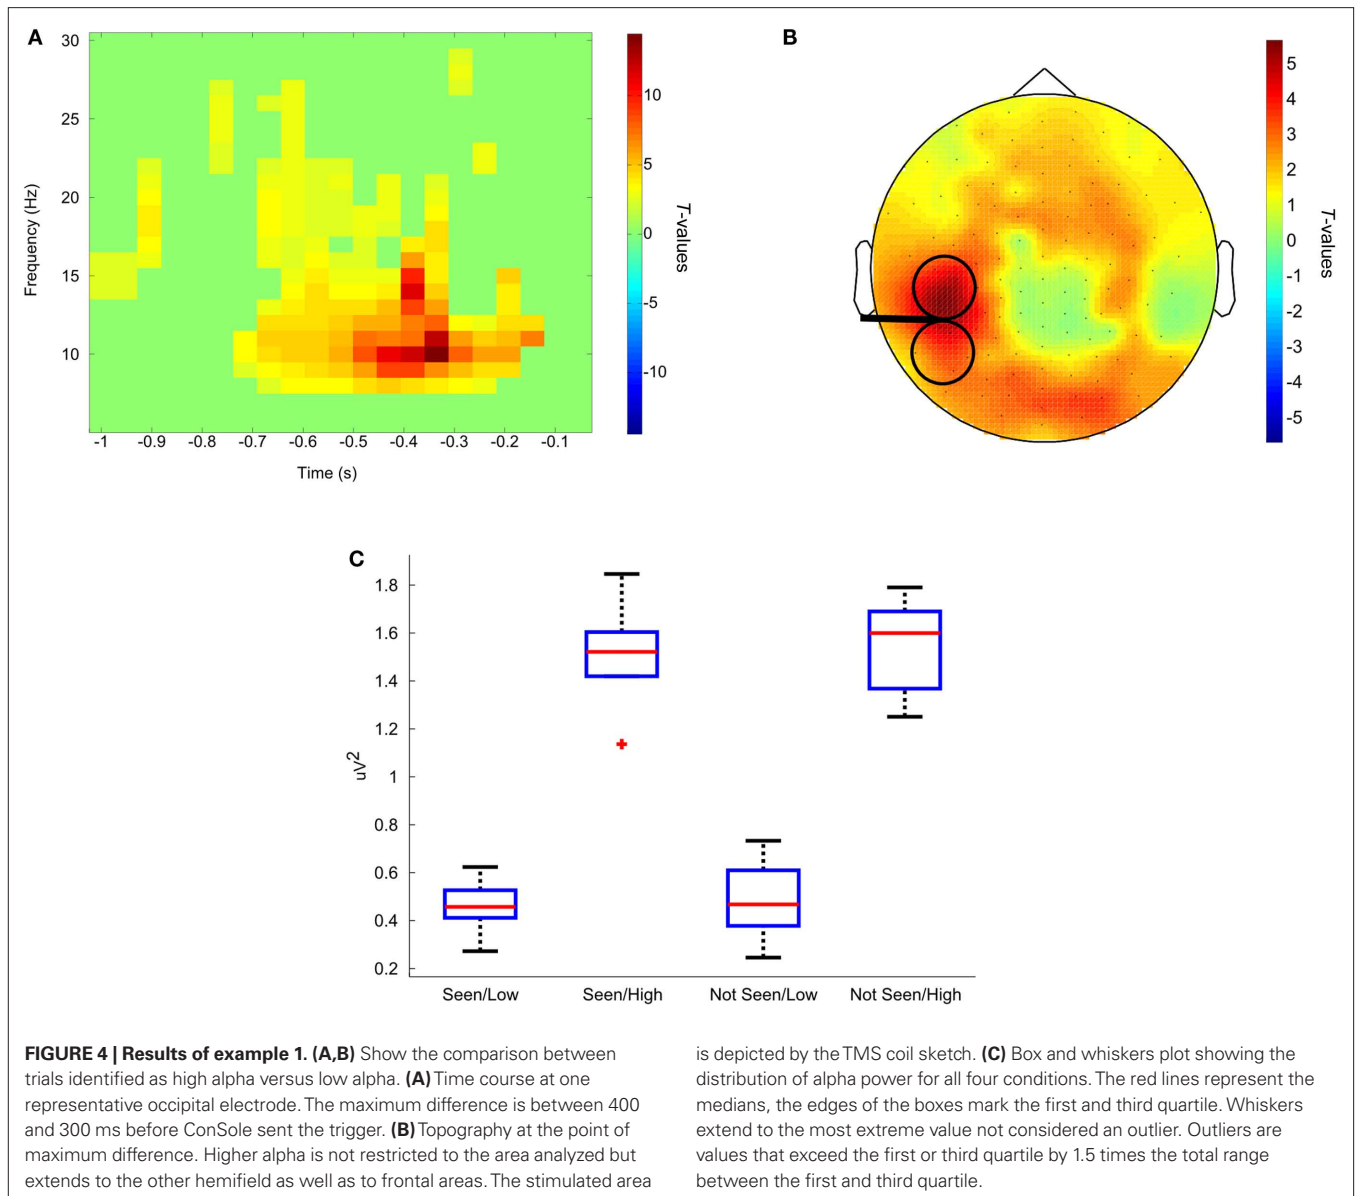 A
30
25
20
15
10
Frequency (Hz)
-1 -0.9 -0.8 -0.7 -0.6 -0.5 -0.4 -0.3 -0.2 -0.1
Time (s)
10
5
0
-5
-10
T-values
B
5
4
3
2
1
0
-1
-2
-3
-4
-5
T-values
C
1.8
1.6
1.4
1.2
1
0.8
0.6
0.4
0.2
uV2
Seen/Low Seen/High Not Seen/Low Not Seen/High
FIGURE 4 | Results of example 1. (A,B) Show the comparison between
trials identified as high alpha versus low alpha. (A) Time course at one
representative occipital electrode. The maximum difference is between 400
and 300 ms before ConSole sent the trigger. (B) Topography at the point of
maximum difference. Higher alpha is not restricted to the area analyzed but
extends to the other hemifield as well as to frontal areas. The stimulated area
is depicted by the TMS coil sketch. (C) Box and whiskers plot showing the
distribution of alpha power for all four conditions. The red lines represent the
medians, the edges of the boxes mark the first and third quartile. Whiskers
extend to the most extreme value not considered an outlier. Outliers are
values that exceed the first or third quartile by 1.5 times the total range
between the first and third quartile.